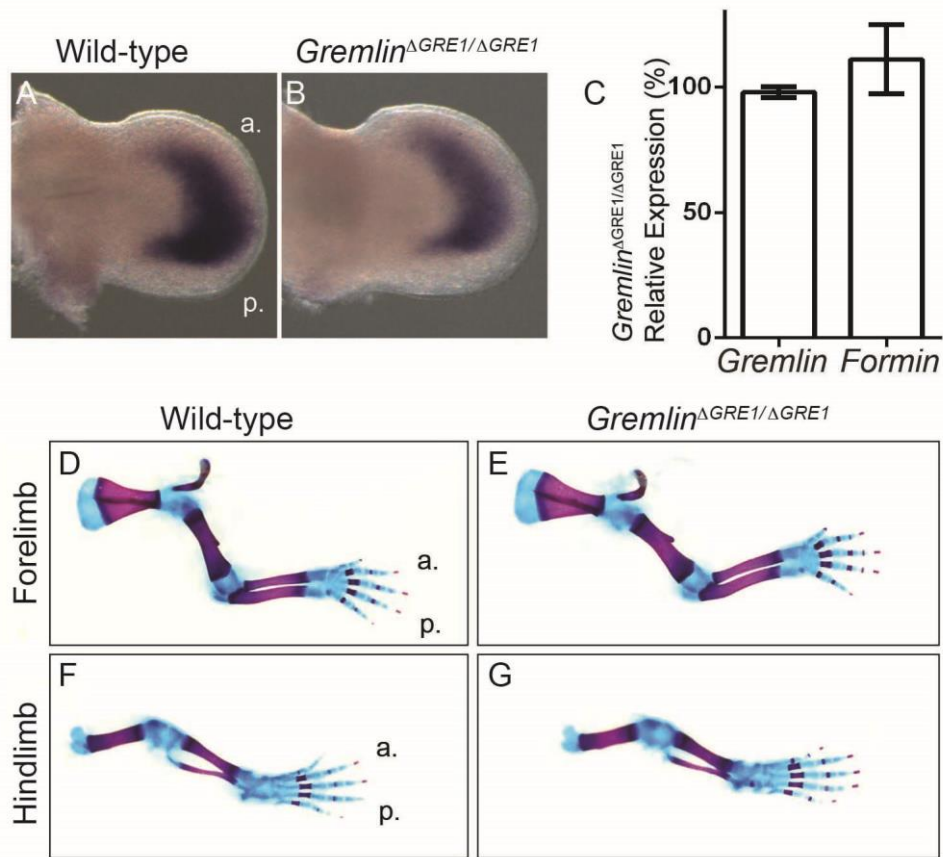 Wild-type
Gremlin^ΔGRE1/ΔGRE1
A
a.
p.
B
C
Gremlin^ΔGRE1/ΔGRE1
Relative Expression (%)
100
50
0
Gremlin Formin
Wild-type
Gremlin^ΔGRE1/ΔGRE1
Forelimb
D
a.
p.
E
Hindlimb
F
a.
p.
G